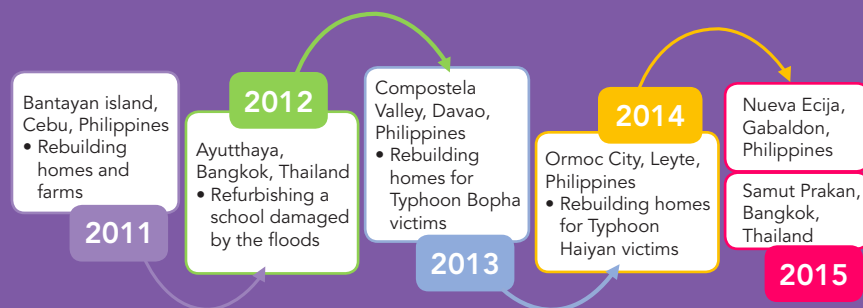 Bantayan island,
Cebu, Philippines
• Rebuilding
homes and
farms
2011
2012
Ayutthaya,
Bangkok, Thailand
• Refurbishing a
school damaged
by the floods
Compostela
Valley, Davao,
Philippines
• Rebuilding
homes for
Typhoon Bopha
victims
2013
2014
Ormoc City, Leyte,
Philippines
• Rebuilding homes
for Typhoon
Haiyan victims
Nueva Ecija,
Gabaldon,
Philippines
Samut Prakan,
Bangkok,
Thailand
2015